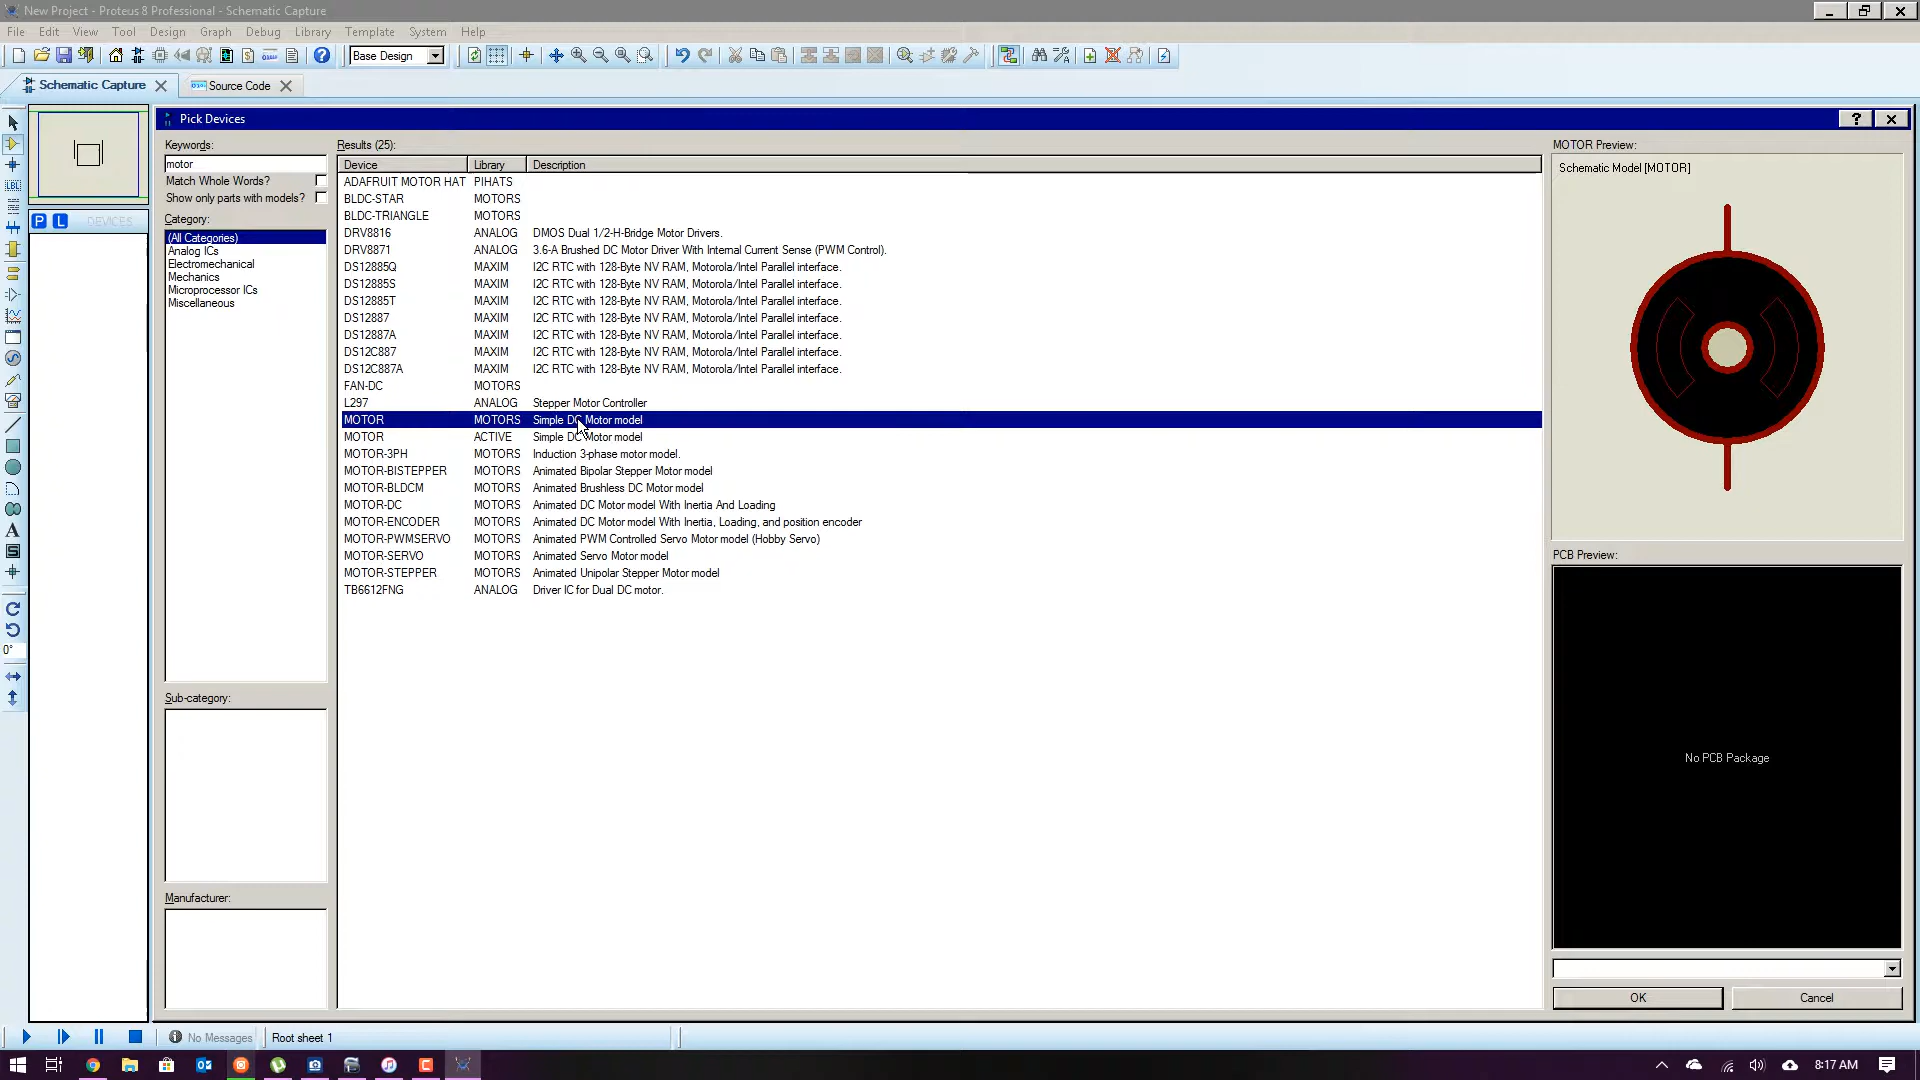 New Project - Proteus 8 Professional - Schematic Capture
File Edit View Tool Design Graph Debug Library Template System Help
Base Design
Schematic Capture
Source Code
Pick Devices
Keywords:
motor
Match Whole Words?
Show only parts with models?
Category:
(All Categories)
Analog ICs
Electromechanical
Mechanics
Microprocessor ICs
Miscellaneous
Sub-category:
Manufacturer:
P L DEVICES
LBL
A
S
0°
Results (25):
Device Library Description
ADAFRUIT MOTOR HAT PIHATS
BLDC-STAR MOTORS
BLDC-TRIANGLE MOTORS
DRV8816 ANALOG DMOS Dual 1/2-H-Bridge Motor Drivers.
DRV8871 ANALOG 3.6-A Brushed DC Motor Driver With Internal Current Sense (PWM Control).
DS12885Q MAXIM I2C RTC with 128-Byte NV RAM, Motorola/Intel Parallel interface.
DS12885S MAXIM I2C RTC with 128-Byte NV RAM, Motorola/Intel Parallel interface.
DS12885T MAXIM I2C RTC with 128-Byte NV RAM, Motorola/Intel Parallel interface.
DS12887 MAXIM I2C RTC with 128-Byte NV RAM, Motorola/Intel Parallel interface.
DS12887A MAXIM I2C RTC with 128-Byte NV RAM, Motorola/Intel Parallel interface.
DS12C887 MAXIM I2C RTC with 128-Byte NV RAM, Motorola/Intel Parallel interface.
DS12C887A MAXIM I2C RTC with 128-Byte NV RAM, Motorola/Intel Parallel interface.
FAN-DC MOTORS
L297 ANALOG Stepper Motor Controller
MOTOR MOTORS Simple DC Motor model
MOTOR ACTIVE Simple DC Motor model
MOTOR-3PH MOTORS Induction 3-phase motor model.
MOTOR-BISTEPPER MOTORS Animated Bipolar Stepper Motor model
MOTOR-BLDCM MOTORS Animated Brushless DC Motor model
MOTOR-DC MOTORS Animated DC Motor model With Inertia And Loading
MOTOR-ENCODER MOTORS Animated DC Motor model With Inertia, Loading, and position encoder
MOTOR-PWMSERVO MOTORS Animated PWM Controlled Servo Motor model (Hobby Servo)
MOTOR-SERVO MOTORS Animated Servo Motor model
MOTOR-STEPPER MOTORS Animated Unipolar Stepper Motor model
TB6612FNG ANALOG Driver IC for Dual DC motor.
MOTOR Preview:
Schematic Model [MOTOR]
PCB Preview:
No PCB Package
OK Cancel
No Messages Root sheet 1
8:17 AM